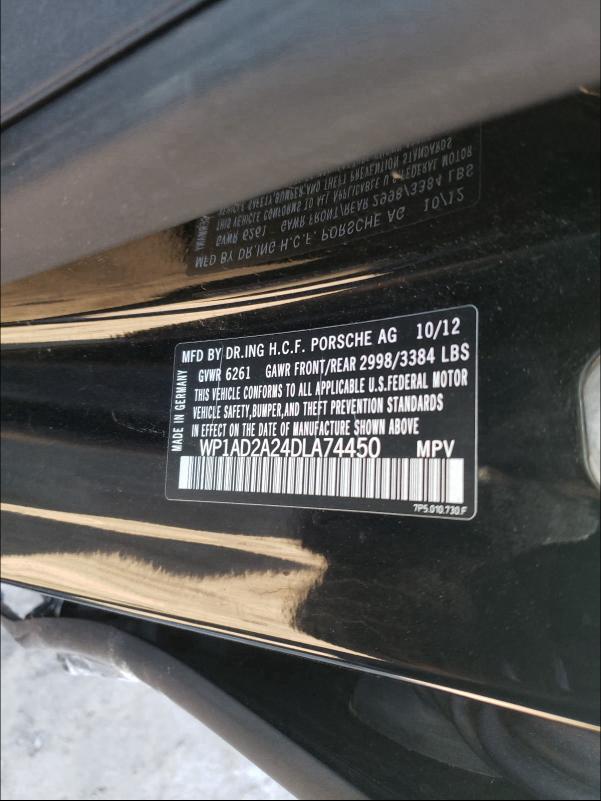 MFD BY DR.ING H.C.F. PORSCHE AG 10/12
GVWR 6261 GAWR FRONT/REAR 2998/3384 LBS
THIS VEHICLE CONFORMS TO ALL APPLICABLE U.S.FEDERAL MOTOR
VEHICLE SAFETY,BUMPER,AND THEFT PREVENTION STANDARDS
IN EFFECT ON THE DATE OF MANUFACTURE SHOWN ABOVE
WP1AD2A24DLA74450 MPV
MADE IN GERMANY
7P5.010.730.F